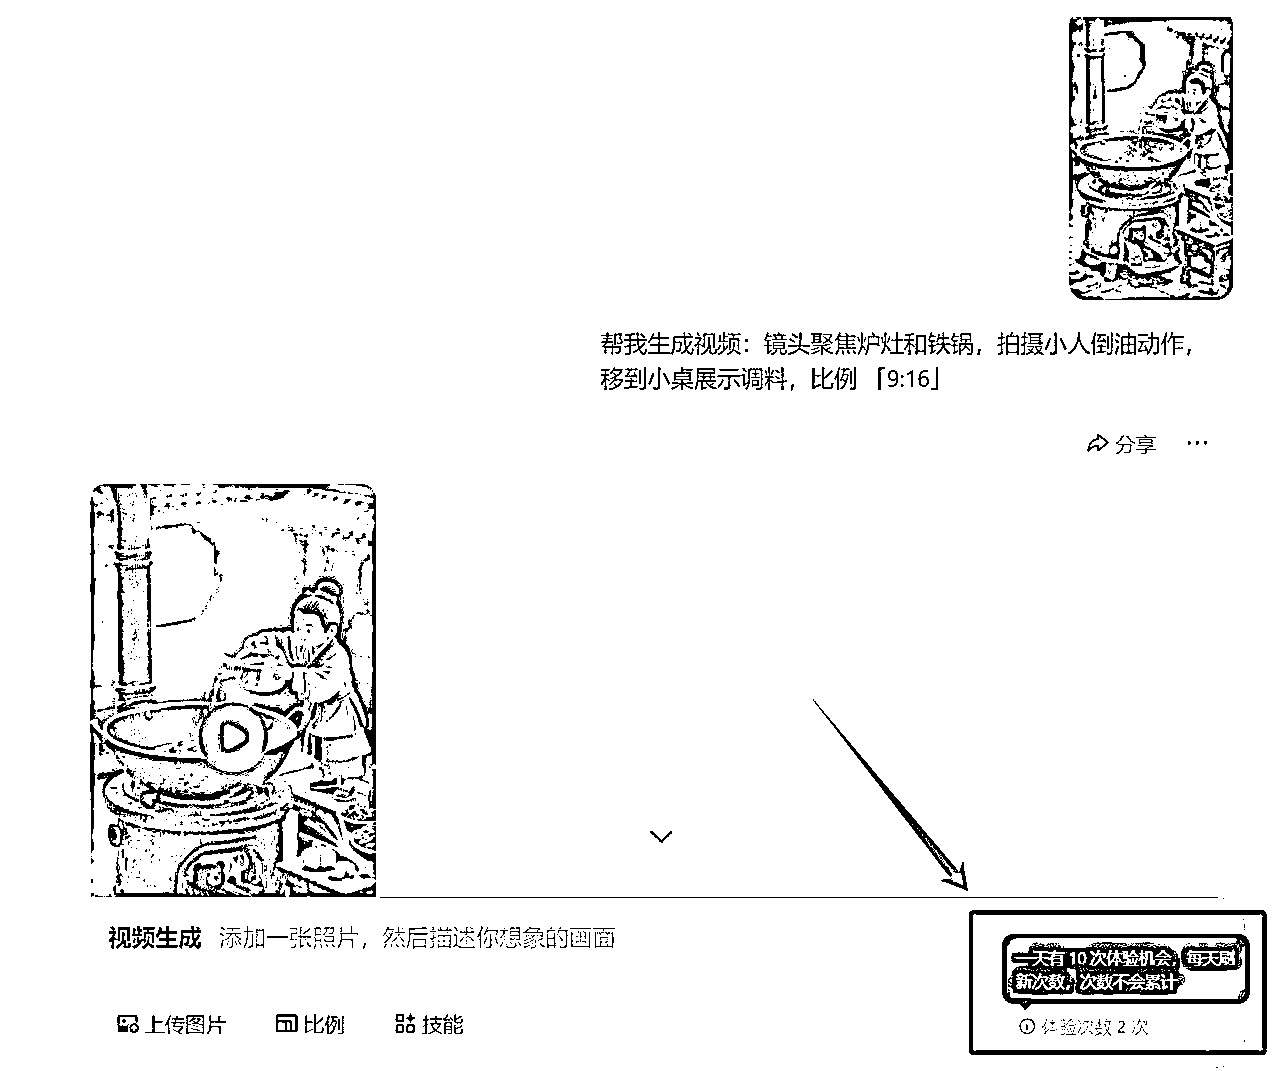 帮我生成视频：镜头聚焦炉灶和铁锅，拍摄小人倒油动作，
移到小桌展示调料，比例「9:16」
分享
视频生成 添加一张照片，然后描述你想象的画面
一天有 10 次体验机会，每天刷
新次数，次数不会累计
体验次数 2 次
上传图片 比例 技能